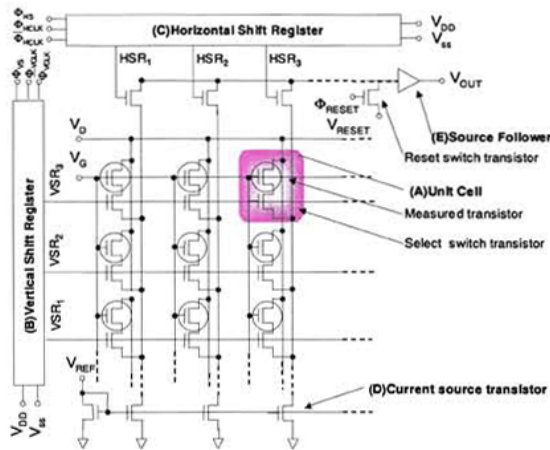 ΦHS
ΦHCLK
ΦHCLK
(C)Horizontal Shift Register
VDD
Vss
ΦVS
ΦVCLK
ΦVCLK
HSR1
HSR2
HSR3
VOUT
ΦRESET
VRESET
(E)Source Follower
Reset switch transistor
VD
VG
(A)Unit Cell
Measured transistor
Select switch transistor
VSR3
VSR2
VSR1
(B)Vertical Shift Register
VREF
(D)Current source transistor
VDD
Vss